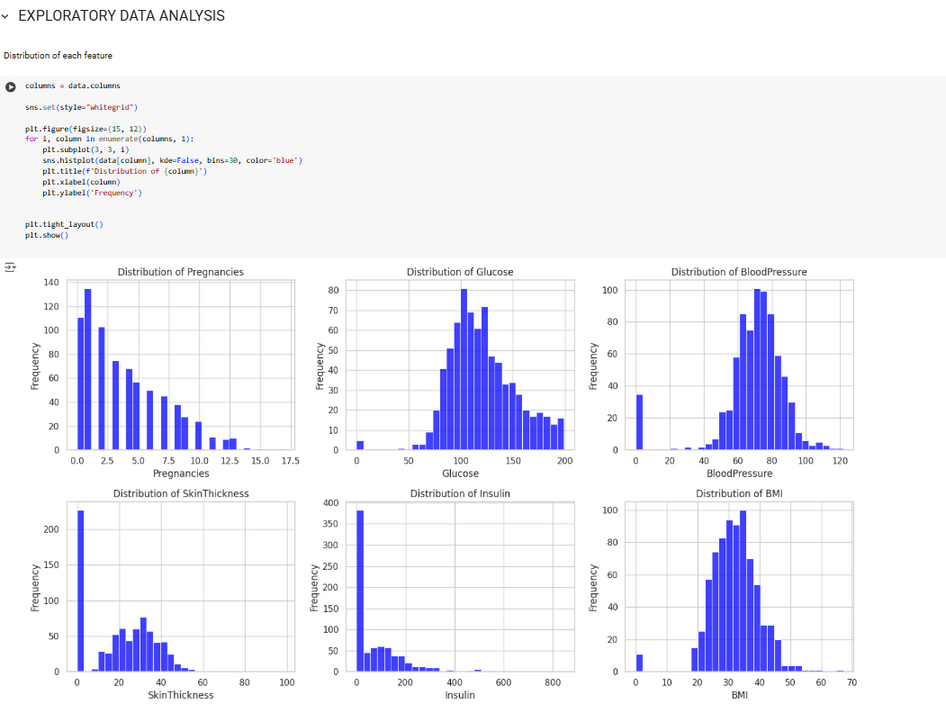 EXPLORATORY DATA ANALYSIS
Distribution of each feature
columns = data.columns
sns.set(style="whitegrid")
plt.figure(figsize=(15, 12))
for i, column in enumerate(columns, 1):
    plt.subplot(3, 3, i)
    sns.histplot(data[column], kde=False, bins=30, color='blue')
    plt.title(f'Distribution of {column}')
    plt.xlabel(column)
    plt.ylabel('Frequency')
plt.tight_layout()
plt.show()
Distribution of Pregnancies
140
120
100
80
60
40
20
0
Frequency
0.0 2.5 5.0 7.5 10.0 12.5 15.0 17.5
Pregnancies
Distribution of Glucose
80
70
60
50
40
30
20
10
0
Frequency
0 50 100 150 200
Glucose
Distribution of BloodPressure
100
80
60
40
20
0
Frequency
0 20 40 60 80 100 120
BloodPressure
Distribution of SkinThickness
200
150
100
50
0
Frequency
0 20 40 60 80 100
SkinThickness
Distribution of Insulin
400
350
300
250
200
150
100
50
0
Frequency
0 200 400 600 800
Insulin
Distribution of BMI
100
80
60
40
20
0
Frequency
0 10 20 30 40 50 60 70
BMI